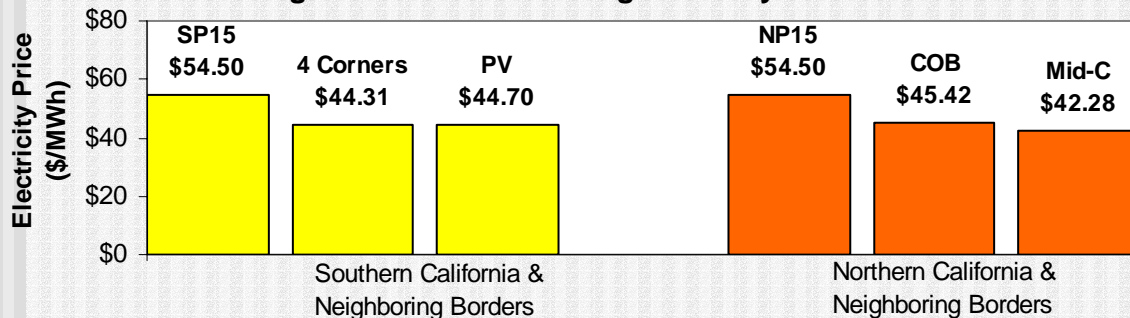 Electricity Price
($/MWh)
$80
$60
$40
$20
$0
SP15
$54.50
4 Corners
$44.31
PV
$44.70
NP15
$54.50
COB
$45.42
Mid-C
$42.28
Southern California &
Neighboring Borders
Northern California &
Neighboring Borders